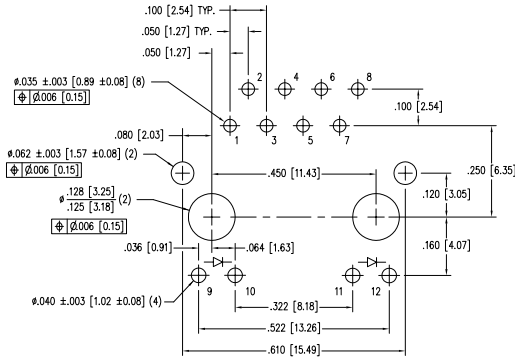 .100 [2.54] TYP.
.050 [1.27] TYP.
.050 [1.27]
2 4 6 8
ø.035 ±.003 [0.89 ±0.08] (8)
⌖ Ø.006 [0.15]
.100 [2.54]
1 3 5 7
.080 [2.03]
ø.062 ±.003 [1.57 ±0.08] (2)
⌖ Ø.006 [0.15]
.450 [11.43]
.250 [6.35]
.120 [3.05]
ø .128 [3.25]
.125 [3.18] (2)
⌖ Ø.006 [0.15]
.036 [0.91]
.064 [1.63]
.160 [4.07]
ø.040 ±.003 [1.02 ±0.08] (4)
9 10 11 12
.322 [8.18]
.522 [13.26]
.610 [15.49]